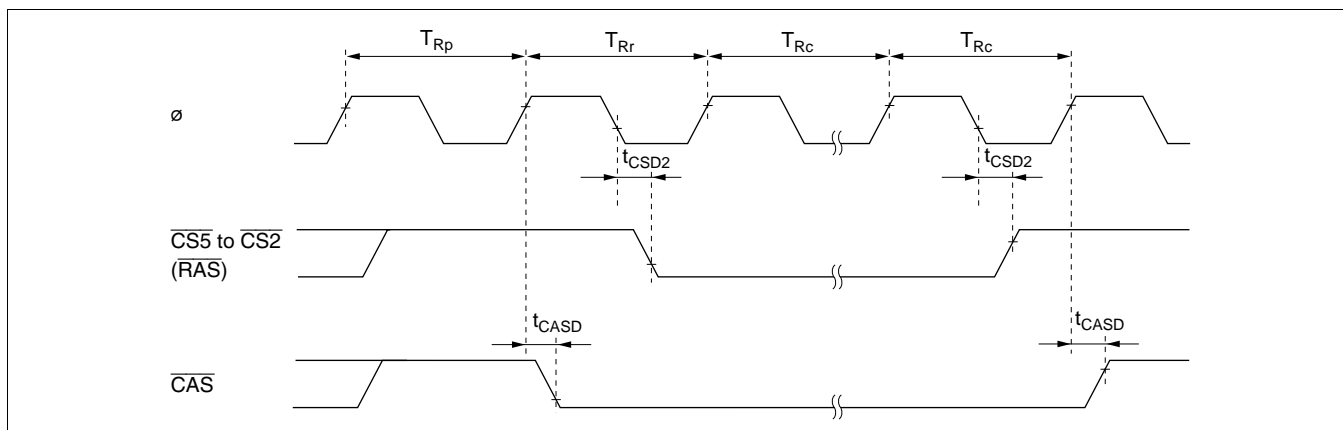 TRp TRr TRc TRc
ø
tCSD2 tCSD2
CS5 to CS2
(RAS)
tCASD tCASD
CAS